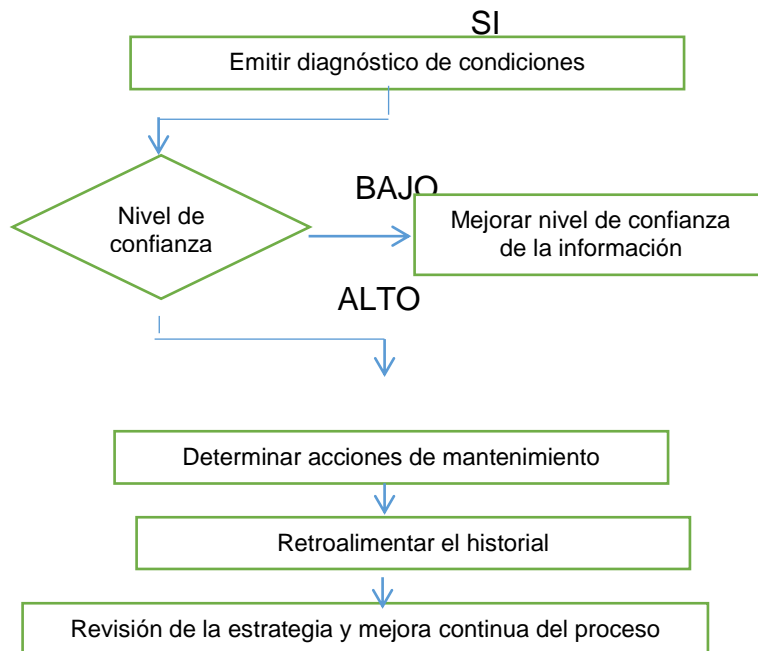 SI
Emitir diagnóstico de condiciones
BAJO
Nivel de
confianza
Mejorar nivel de confianza
de la información
ALTO
Determinar acciones de mantenimiento
Retroalimentar el historial
Revisión de la estrategia y mejora continua del proceso